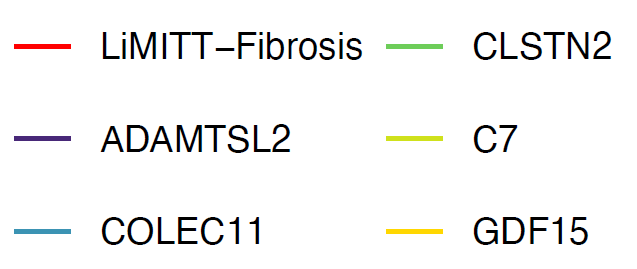 LiMITT−Fibrosis
ADAMTSL2
COLEC11
CLSTN2
C7
GDF15